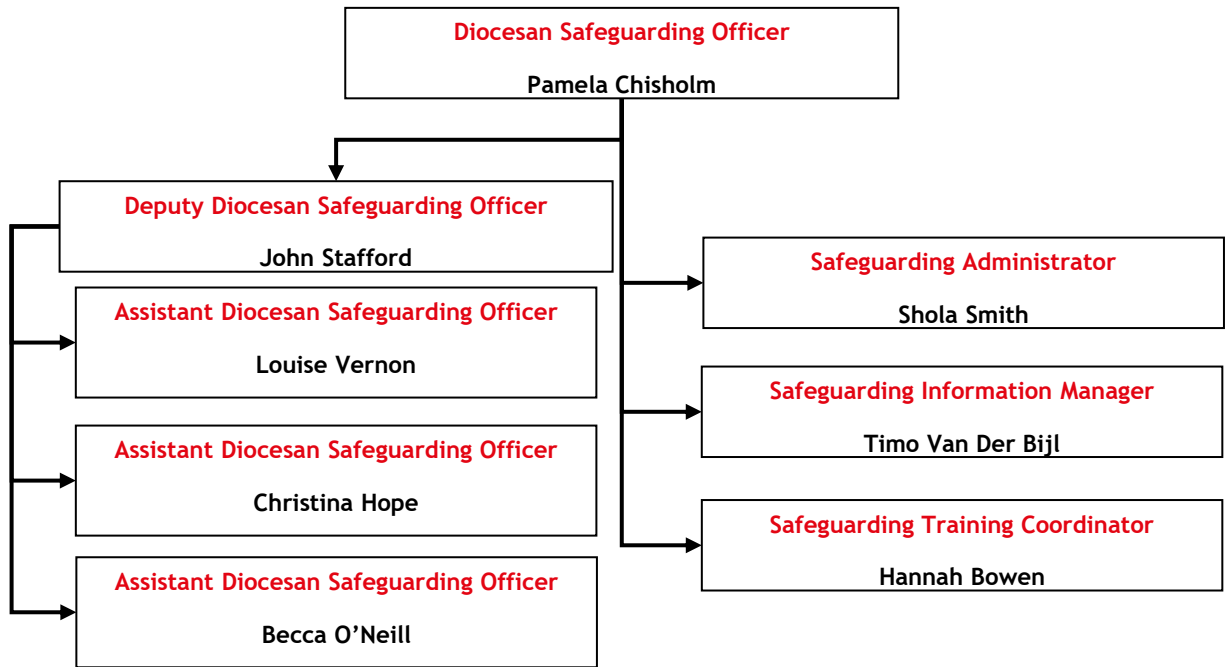 Diocesan Safeguarding Officer
Pamela Chisholm
Deputy Diocesan Safeguarding Officer
John Stafford
Assistant Diocesan Safeguarding Officer
Louise Vernon
Assistant Diocesan Safeguarding Officer
Christina Hope
Assistant Diocesan Safeguarding Officer
Becca O’Neill
Safeguarding Administrator
Shola Smith
Safeguarding Information Manager
Timo Van Der Bijl
Safeguarding Training Coordinator
Hannah Bowen